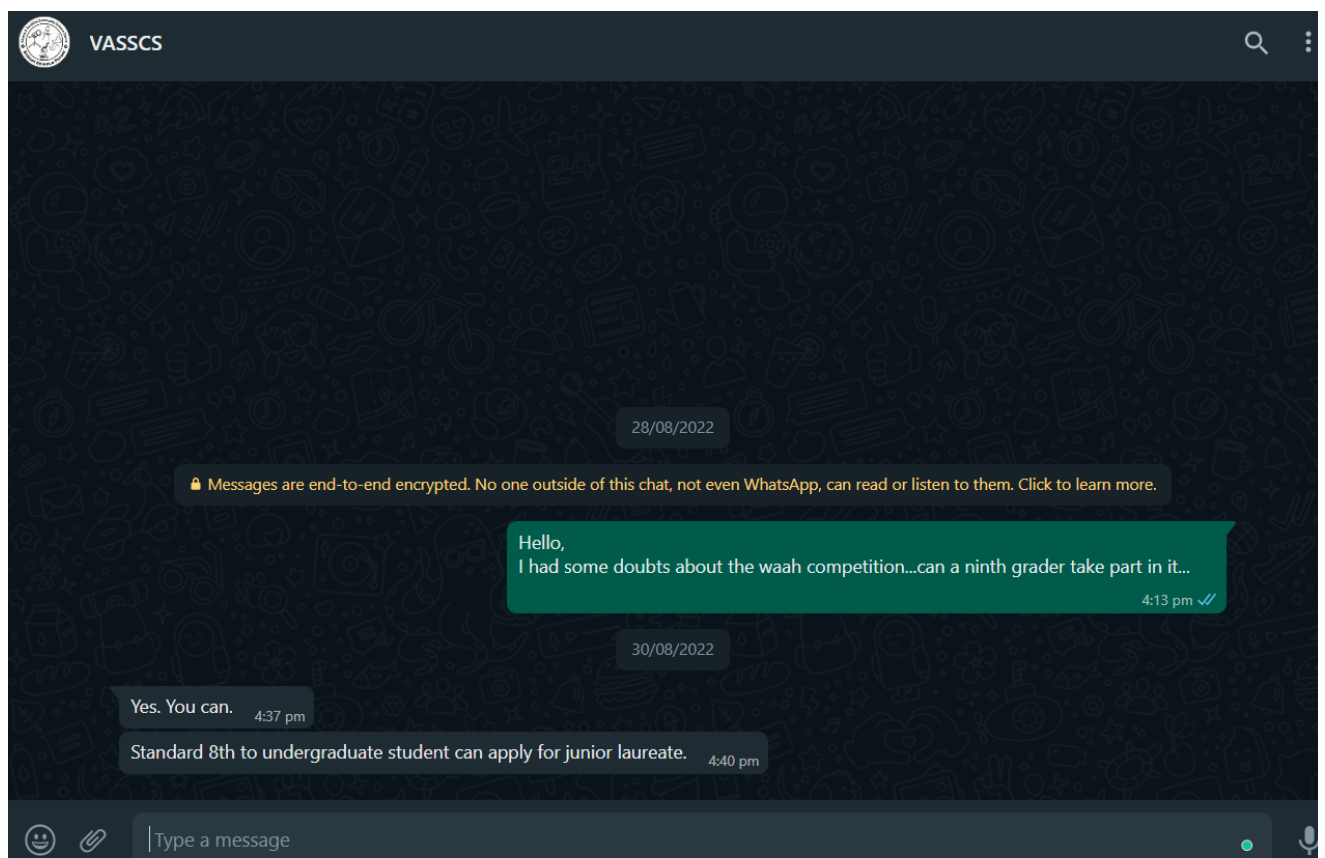 VASSCS
28/08/2022
Messages are end-to-end encrypted. No one outside of this chat, not even WhatsApp, can read or listen to them. Click to learn more.
Hello,
I had some doubts about the waah competition...can a ninth grader take part in it...
4:13 pm
30/08/2022
Yes. You can. 4:37 pm
Standard 8th to undergraduate student can apply for junior laureate. 4:40 pm
Type a message